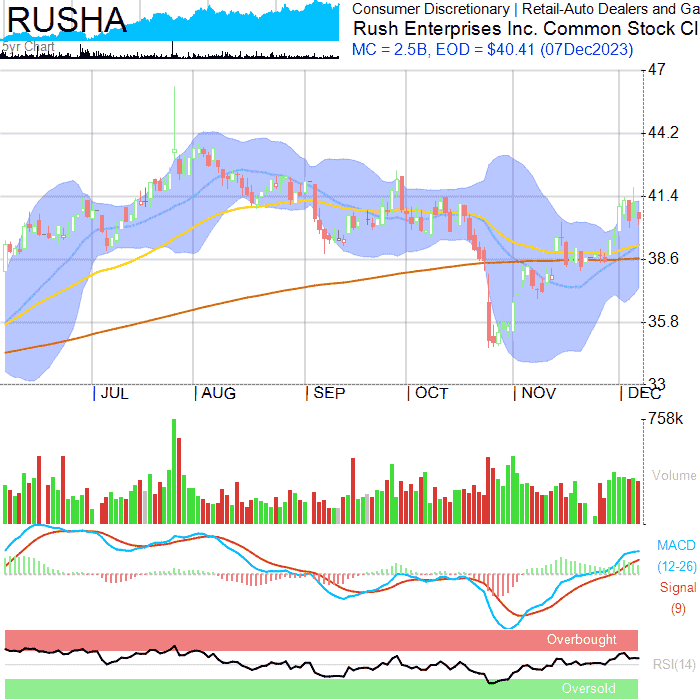 RUSHA
5yr Chart
Consumer Discretionary | Retail-Auto Dealers and Ga
Rush Enterprises Inc. Common Stock Cl
MC = 2.5B, EOD = $40.41 (07Dec2023)
47
44.2
41.4
38.6
35.8
33
JUL AUG SEP OCT NOV DEC
758k
Volume
MACD
(12-26)
Signal
(9)
Overbought
RSI(14)
Oversold